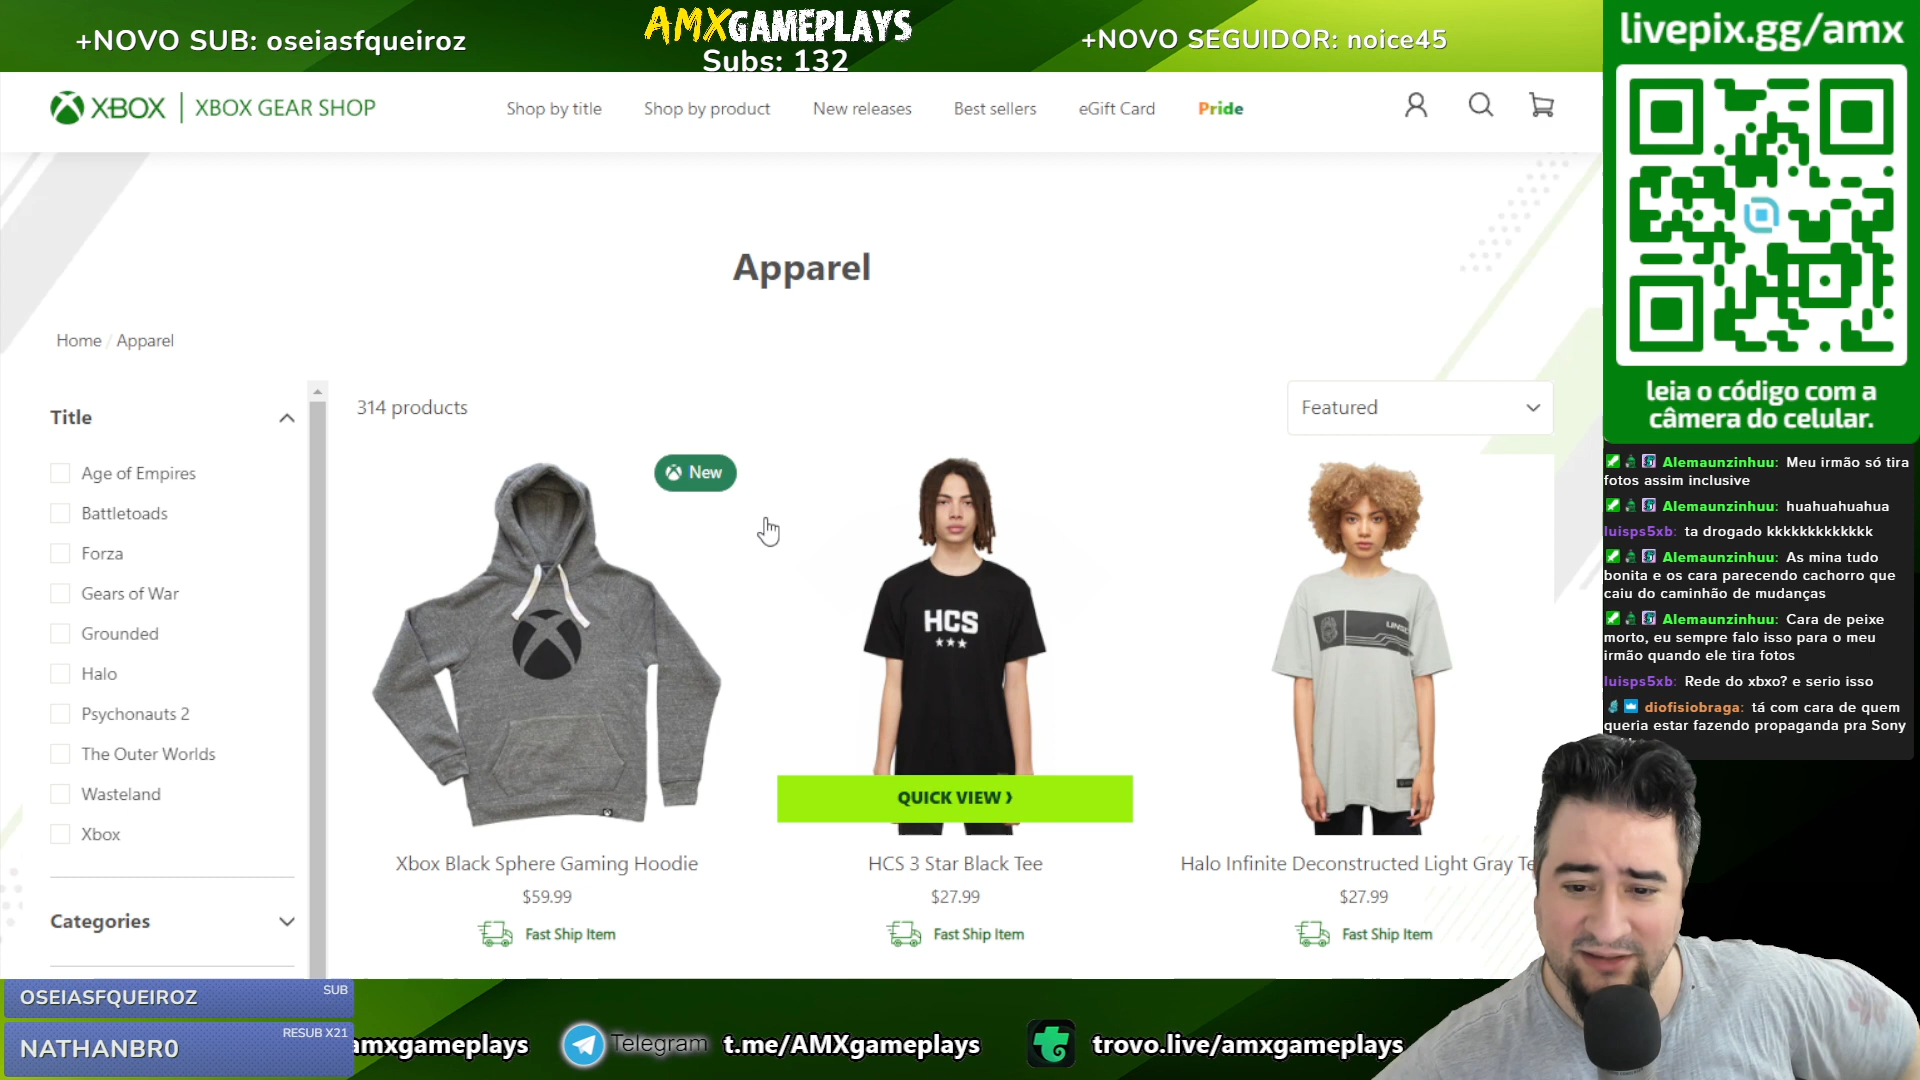 +NOVO SUB: oseiasfqueiroz
AMXGAMEPLAYS
Subs: 132
+NOVO SEGUIDOR: noice45
livepix.gg/amx
XBOX | XBOX GEAR SHOP
Shop by title
Shop by product
New releases
Best sellers
eGift Card
Pride
Apparel
Home / Apparel
Title
Age of Empires
Battletoads
Forza
Gears of War
Grounded
Halo
Psychonauts 2
The Outer Worlds
Wasteland
Xbox
Categories
314 products
Featured
New
HCS
QUICK VIEW ›
Xbox Black Sphere Gaming Hoodie
$59.99
Fast Ship Item
HCS 3 Star Black Tee
$27.99
Fast Ship Item
Halo Infinite Deconstructed Light Gray Te
$27.99
Fast Ship Item
leia o código com a
câmera do celular.
Alemaunzinhuu: Meu irmão só tira
fotos assim inclusive
Alemaunzinhuu: huahuahuahua
luisps5xb: ta drogado kkkkkkkkkkkkk
Alemaunzinhuu: As mina tudo
bonita e os cara parecendo cachorro que
caiu do caminhão de mudanças
Alemaunzinhuu: Cara de peixe
morto, eu sempre falo isso para o meu
irmão quando ele tira fotos
luisps5xb: Rede do xbxo? e serio isso
diofisiobraga: tá com cara de quem
queria estar fazendo propaganda pra Sony
OSEIASFQUEIROZ
SUB
NATHANBR0
RESUB X21
amxgameplays
Telegram
t.me/AMXgameplays
trovo.live/amxgameplays